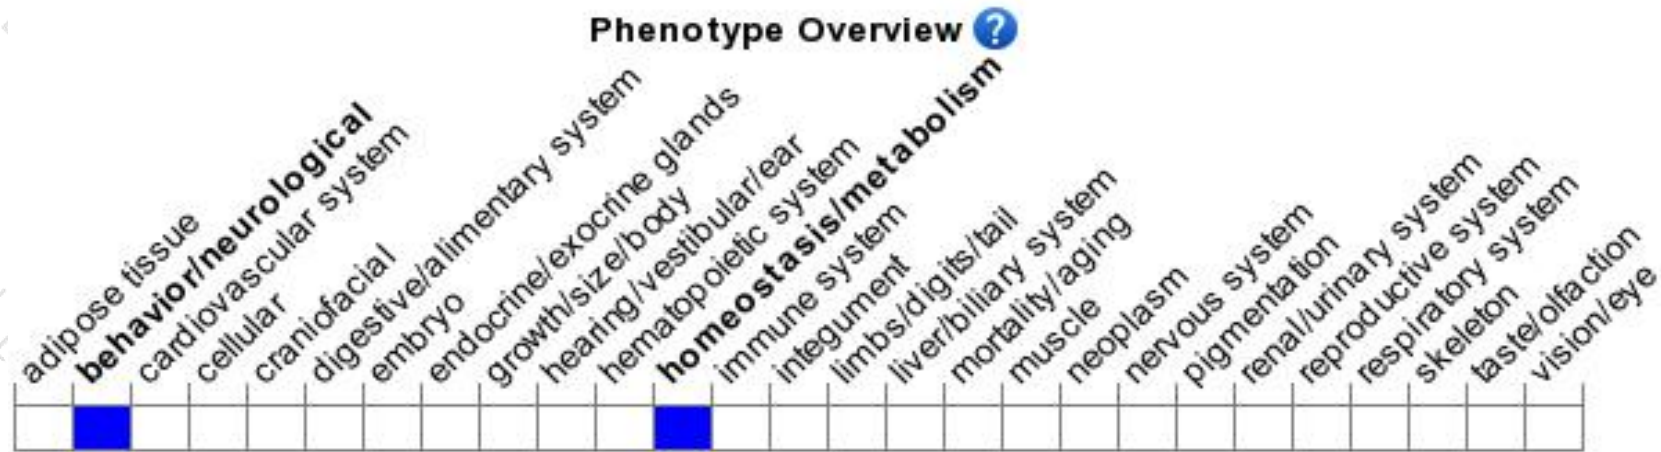 Phenotype Overview ?
adipose tissue
behavior/neurological
cardiovascular system
cellular
craniofacial
digestive/alimentary system
embryo
endocrine/exocrine glands
growth/size/body
hearing/vestibular/ear
hematopoietic system
homeostasis/metabolism
immune system
integument
limbs/digits/tail
liver/biliary system
mortality/aging
muscle
neoplasm
nervous system
pigmentation
renal/urinary system
reproductive system
respiratory system
skeleton
taste/olfaction
vision/eye